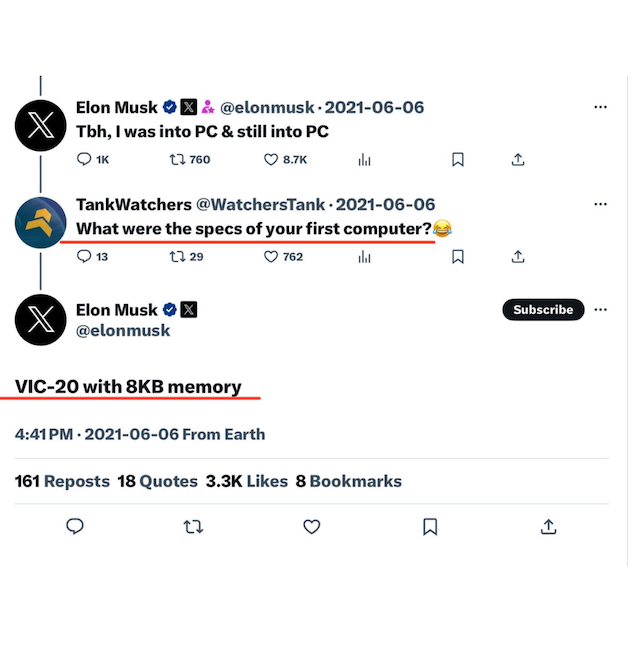 Elon Musk @elonmusk · 2021-06-06
Tbh, I was into PC & still into PC
1K 760 8.7K
TankWatchers @WatchersTank · 2021-06-06
What were the specs of your first computer?😂
13 29 762
Elon Musk
@elonmusk
Subscribe
VIC-20 with 8KB memory
4:41 PM · 2021-06-06 From Earth
161 Reposts 18 Quotes 3.3K Likes 8 Bookmarks